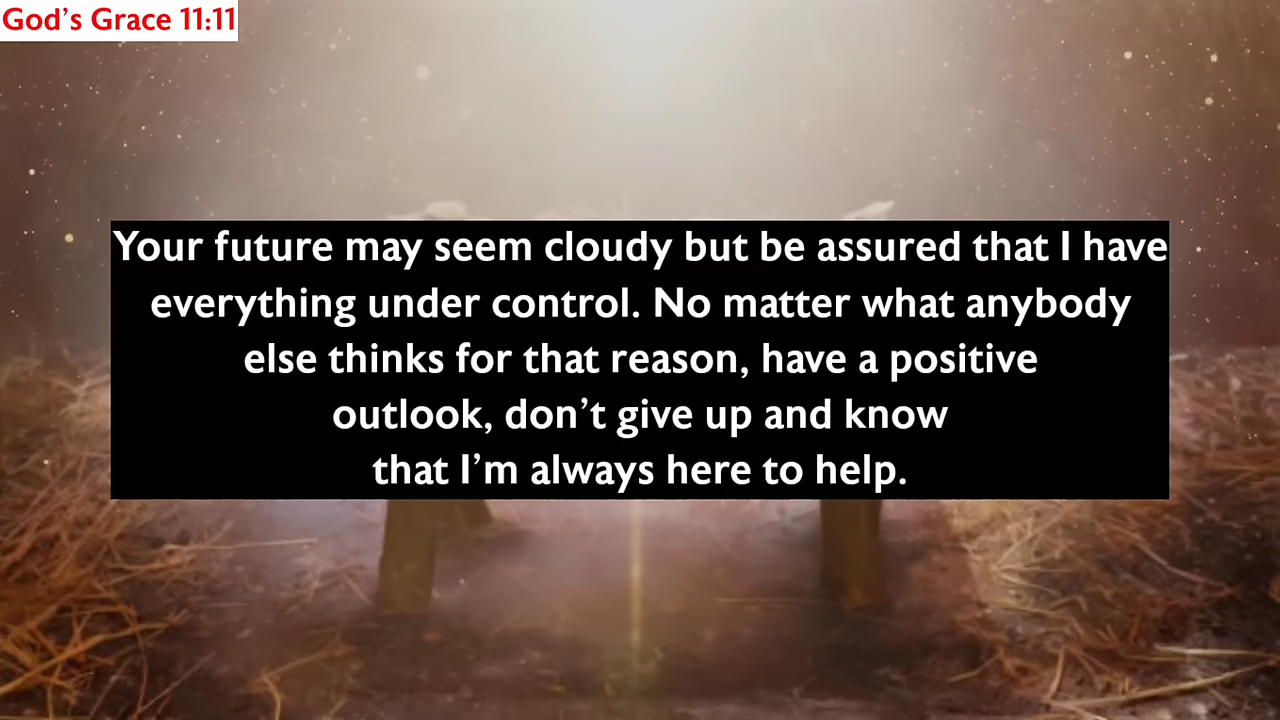 God’s Grace 11:11
Your future may seem cloudy but be assured that I have
everything under control. No matter what anybody
else thinks for that reason, have a positive
outlook, don’t give up and know
that I’m always here to help.